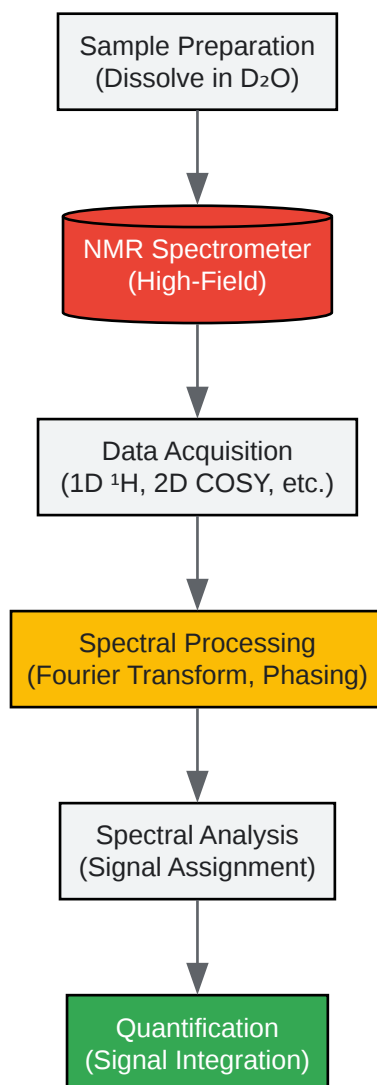 Sample Preparation
(Dissolve in D₂O)
NMR Spectrometer
(High-Field)
Data Acquisition
(1D ¹H, 2D COSY, etc.)
Spectral Processing
(Fourier Transform, Phasing)
Spectral Analysis
(Signal Assignment)
Quantification
(Signal Integration)